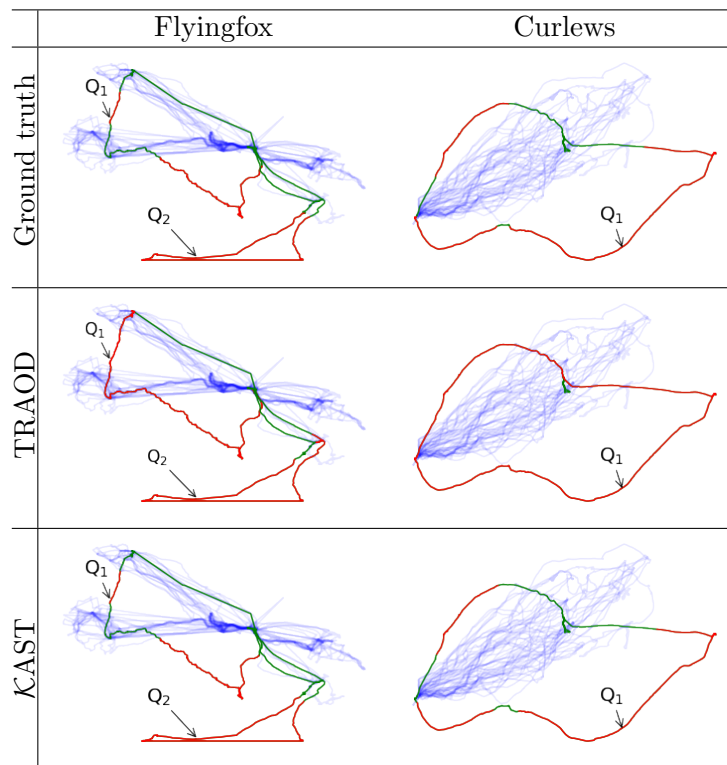 Flyingfox Curlews
Ground truth
Q1
Q2
Q1
TRAOD
Q1
Q2
Q1
𝒦AST
Q1
Q2
Q1